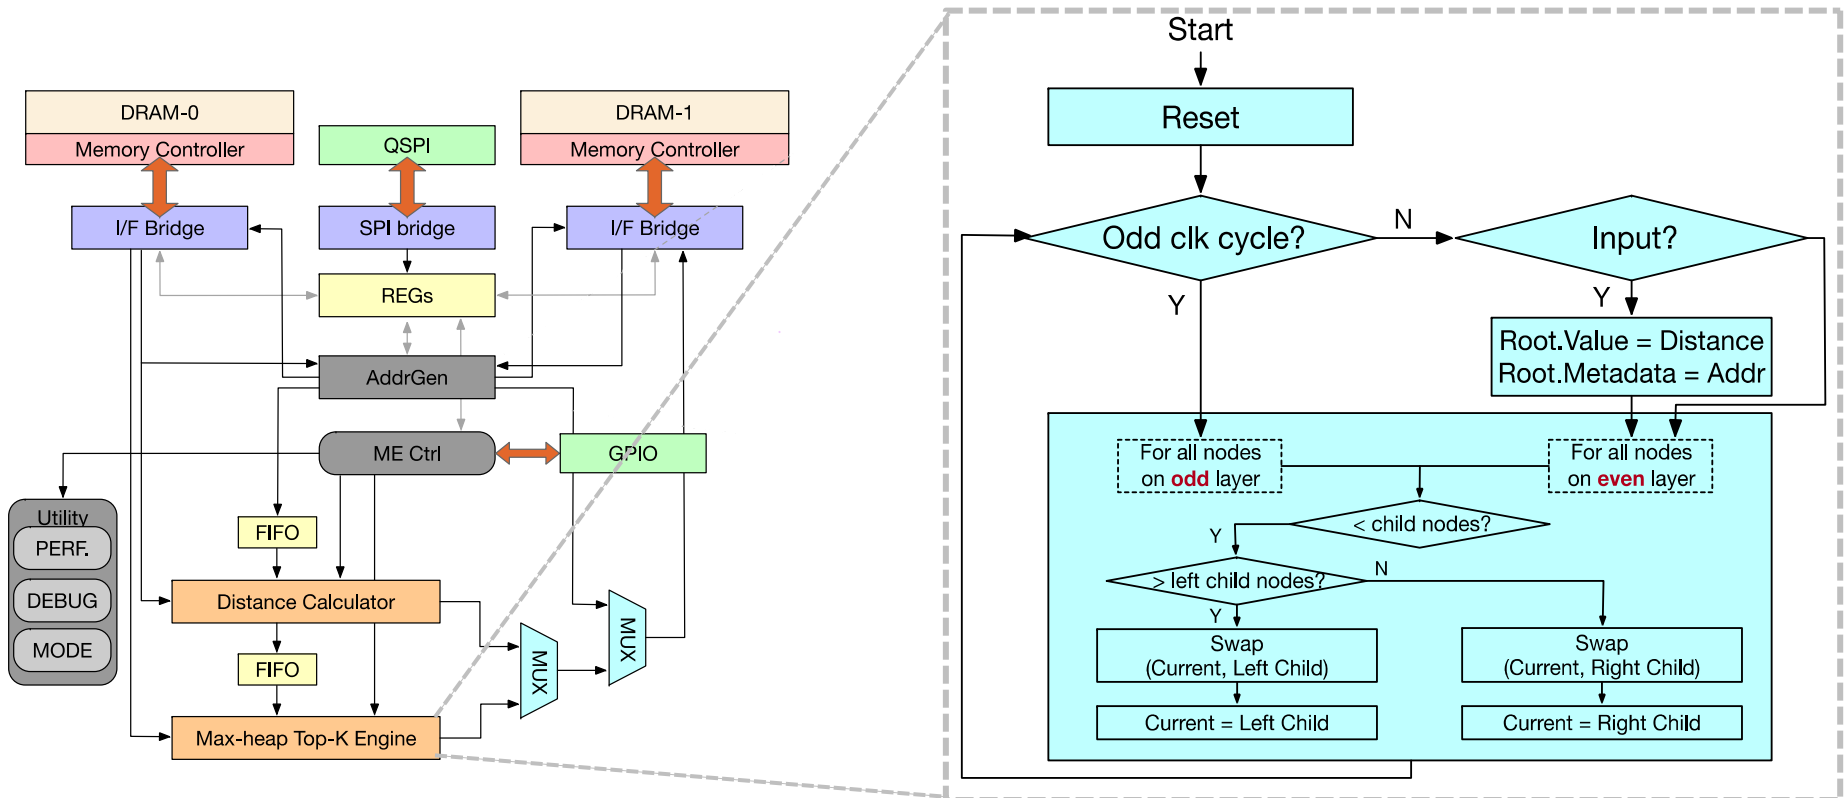 DRAM-0
Memory Controller
QSPI
DRAM-1
Memory Controller
I/F Bridge
SPI bridge
I/F Bridge
REGs
AddrGen
ME Ctrl
GPIO
Utility
PERF.
DEBUG
MODE
FIFO
Distance Calculator
FIFO
Max-heap Top-K Engine
MUX
MUX
Start
Reset
Odd clk cycle?
N
Input?
Y
Y
Root.Value = Distance
Root.Metadata = Addr
For all nodes
on odd layer
For all nodes
on even layer
< child nodes?
Y
> left child nodes?
N
Y
Swap
(Current, Left Child)
Swap
(Current, Right Child)
Current = Left Child
Current = Right Child